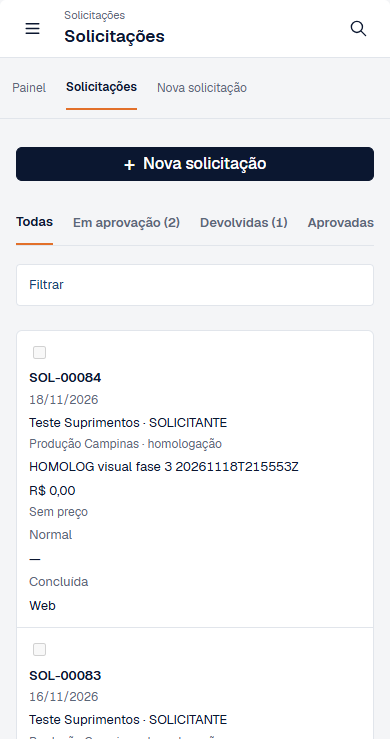 Solicitações
Solicitações
Painel Solicitações Nova solicitação
+ Nova solicitação
Todas Em aprovação (2) Devolvidas (1) Aprovadas
Filtrar
SOL-00084
18/11/2026
Teste Suprimentos · SOLICITANTE
Produção Campinas · homologação
HOMOLOG visual fase 3 20261118T215553Z
R$ 0,00
Sem preço
Normal
—
Concluída
Web
SOL-00083
16/11/2026
Teste Suprimentos · SOLICITANTE